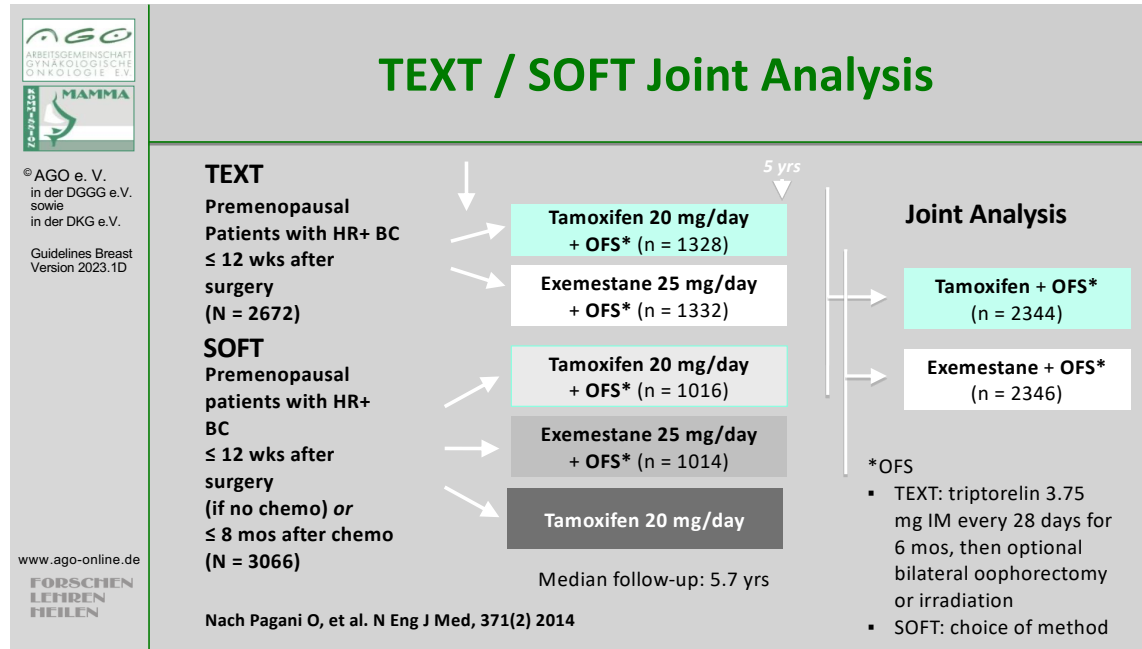 AGO
ARBEITSGEMEINSCHAFT
GYNÄKOLOGISCHE
ONKOLOGIE E.V.
KOMMISSION
MAMMA
© AGO e. V.
in der DGGG e.V.
sowie
in der DKG e.V.
Guidelines Breast
Version 2023.1D
www.ago-online.de
FORSCHEN
LEHREN
HEILEN
TEXT / SOFT Joint Analysis
TEXT
Premenopausal
Patients with HR+ BC
≤ 12 wks after
surgery
(N = 2672)
SOFT
Premenopausal
patients with HR+
BC
≤ 12 wks after
surgery
(if no chemo) or
≤ 8 mos after chemo
(N = 3066)
5 yrs
Tamoxifen 20 mg/day
+ OFS* (n = 1328)
Exemestane 25 mg/day
+ OFS* (n = 1332)
Tamoxifen 20 mg/day
+ OFS* (n = 1016)
Exemestane 25 mg/day
+ OFS* (n = 1014)
Tamoxifen 20 mg/day
Median follow-up: 5.7 yrs
Joint Analysis
Tamoxifen + OFS*
(n = 2344)
Exemestane + OFS*
(n = 2346)
*OFS
▪ TEXT: triptorelin 3.75
mg IM every 28 days for
6 mos, then optional
bilateral oophorectomy
or irradiation
▪ SOFT: choice of method
Nach Pagani O, et al. N Eng J Med, 371(2) 2014